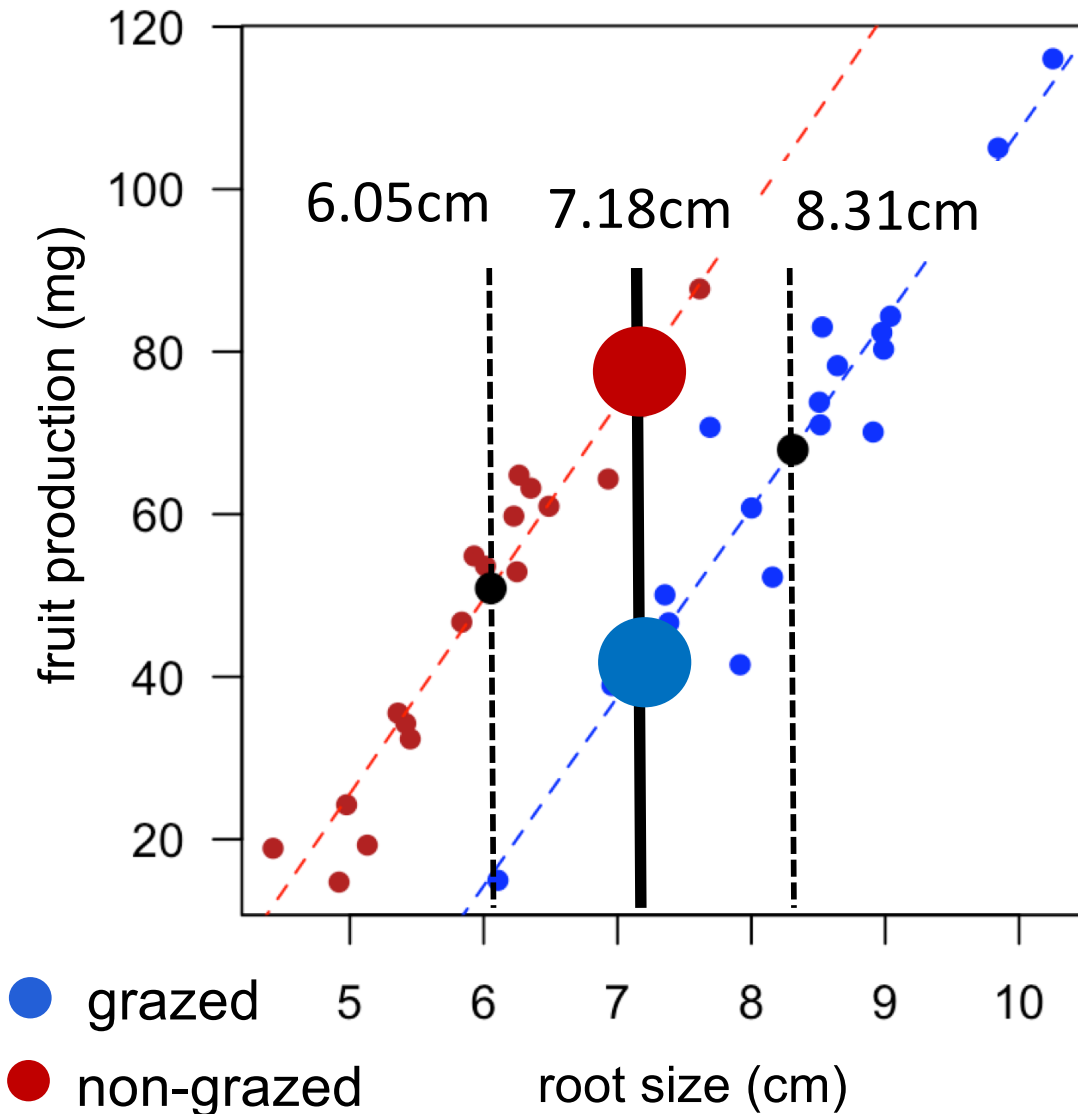 120
100
80
60
40
20
fruit production (mg)
6.05cm 7.18cm 8.31cm
5 6 7 8 9 10
root size (cm)
grazed
non-grazed